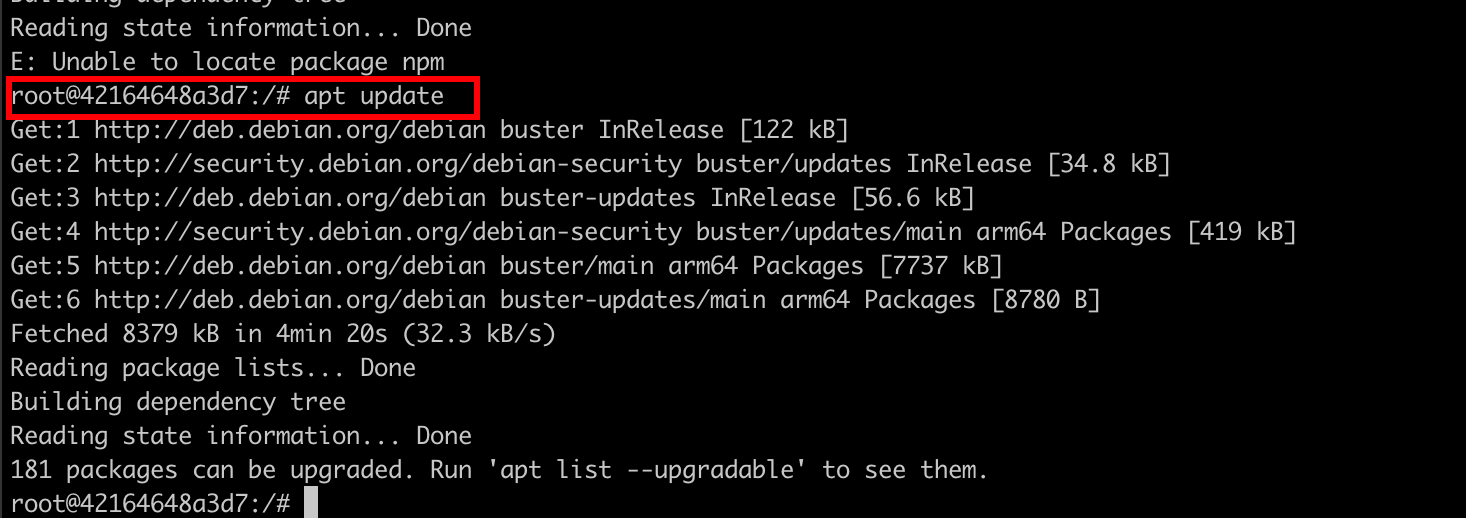 Building dependency tree
Reading state information... Done
E: Unable to locate package npm
root@42164648a3d7:/# apt update
Get:1 http://deb.debian.org/debian buster InRelease [122 kB]
Get:2 http://security.debian.org/debian-security buster/updates InRelease [34.8 kB]
Get:3 http://deb.debian.org/debian buster-updates InRelease [56.6 kB]
Get:4 http://security.debian.org/debian-security buster/updates/main arm64 Packages [419 kB]
Get:5 http://deb.debian.org/debian buster/main arm64 Packages [7737 kB]
Get:6 http://deb.debian.org/debian buster-updates/main arm64 Packages [8780 B]
Fetched 8379 kB in 4min 20s (32.3 kB/s)
Reading package lists... Done
Building dependency tree
Reading state information... Done
181 packages can be upgraded. Run 'apt list --upgradable' to see them.
root@42164648a3d7:/#